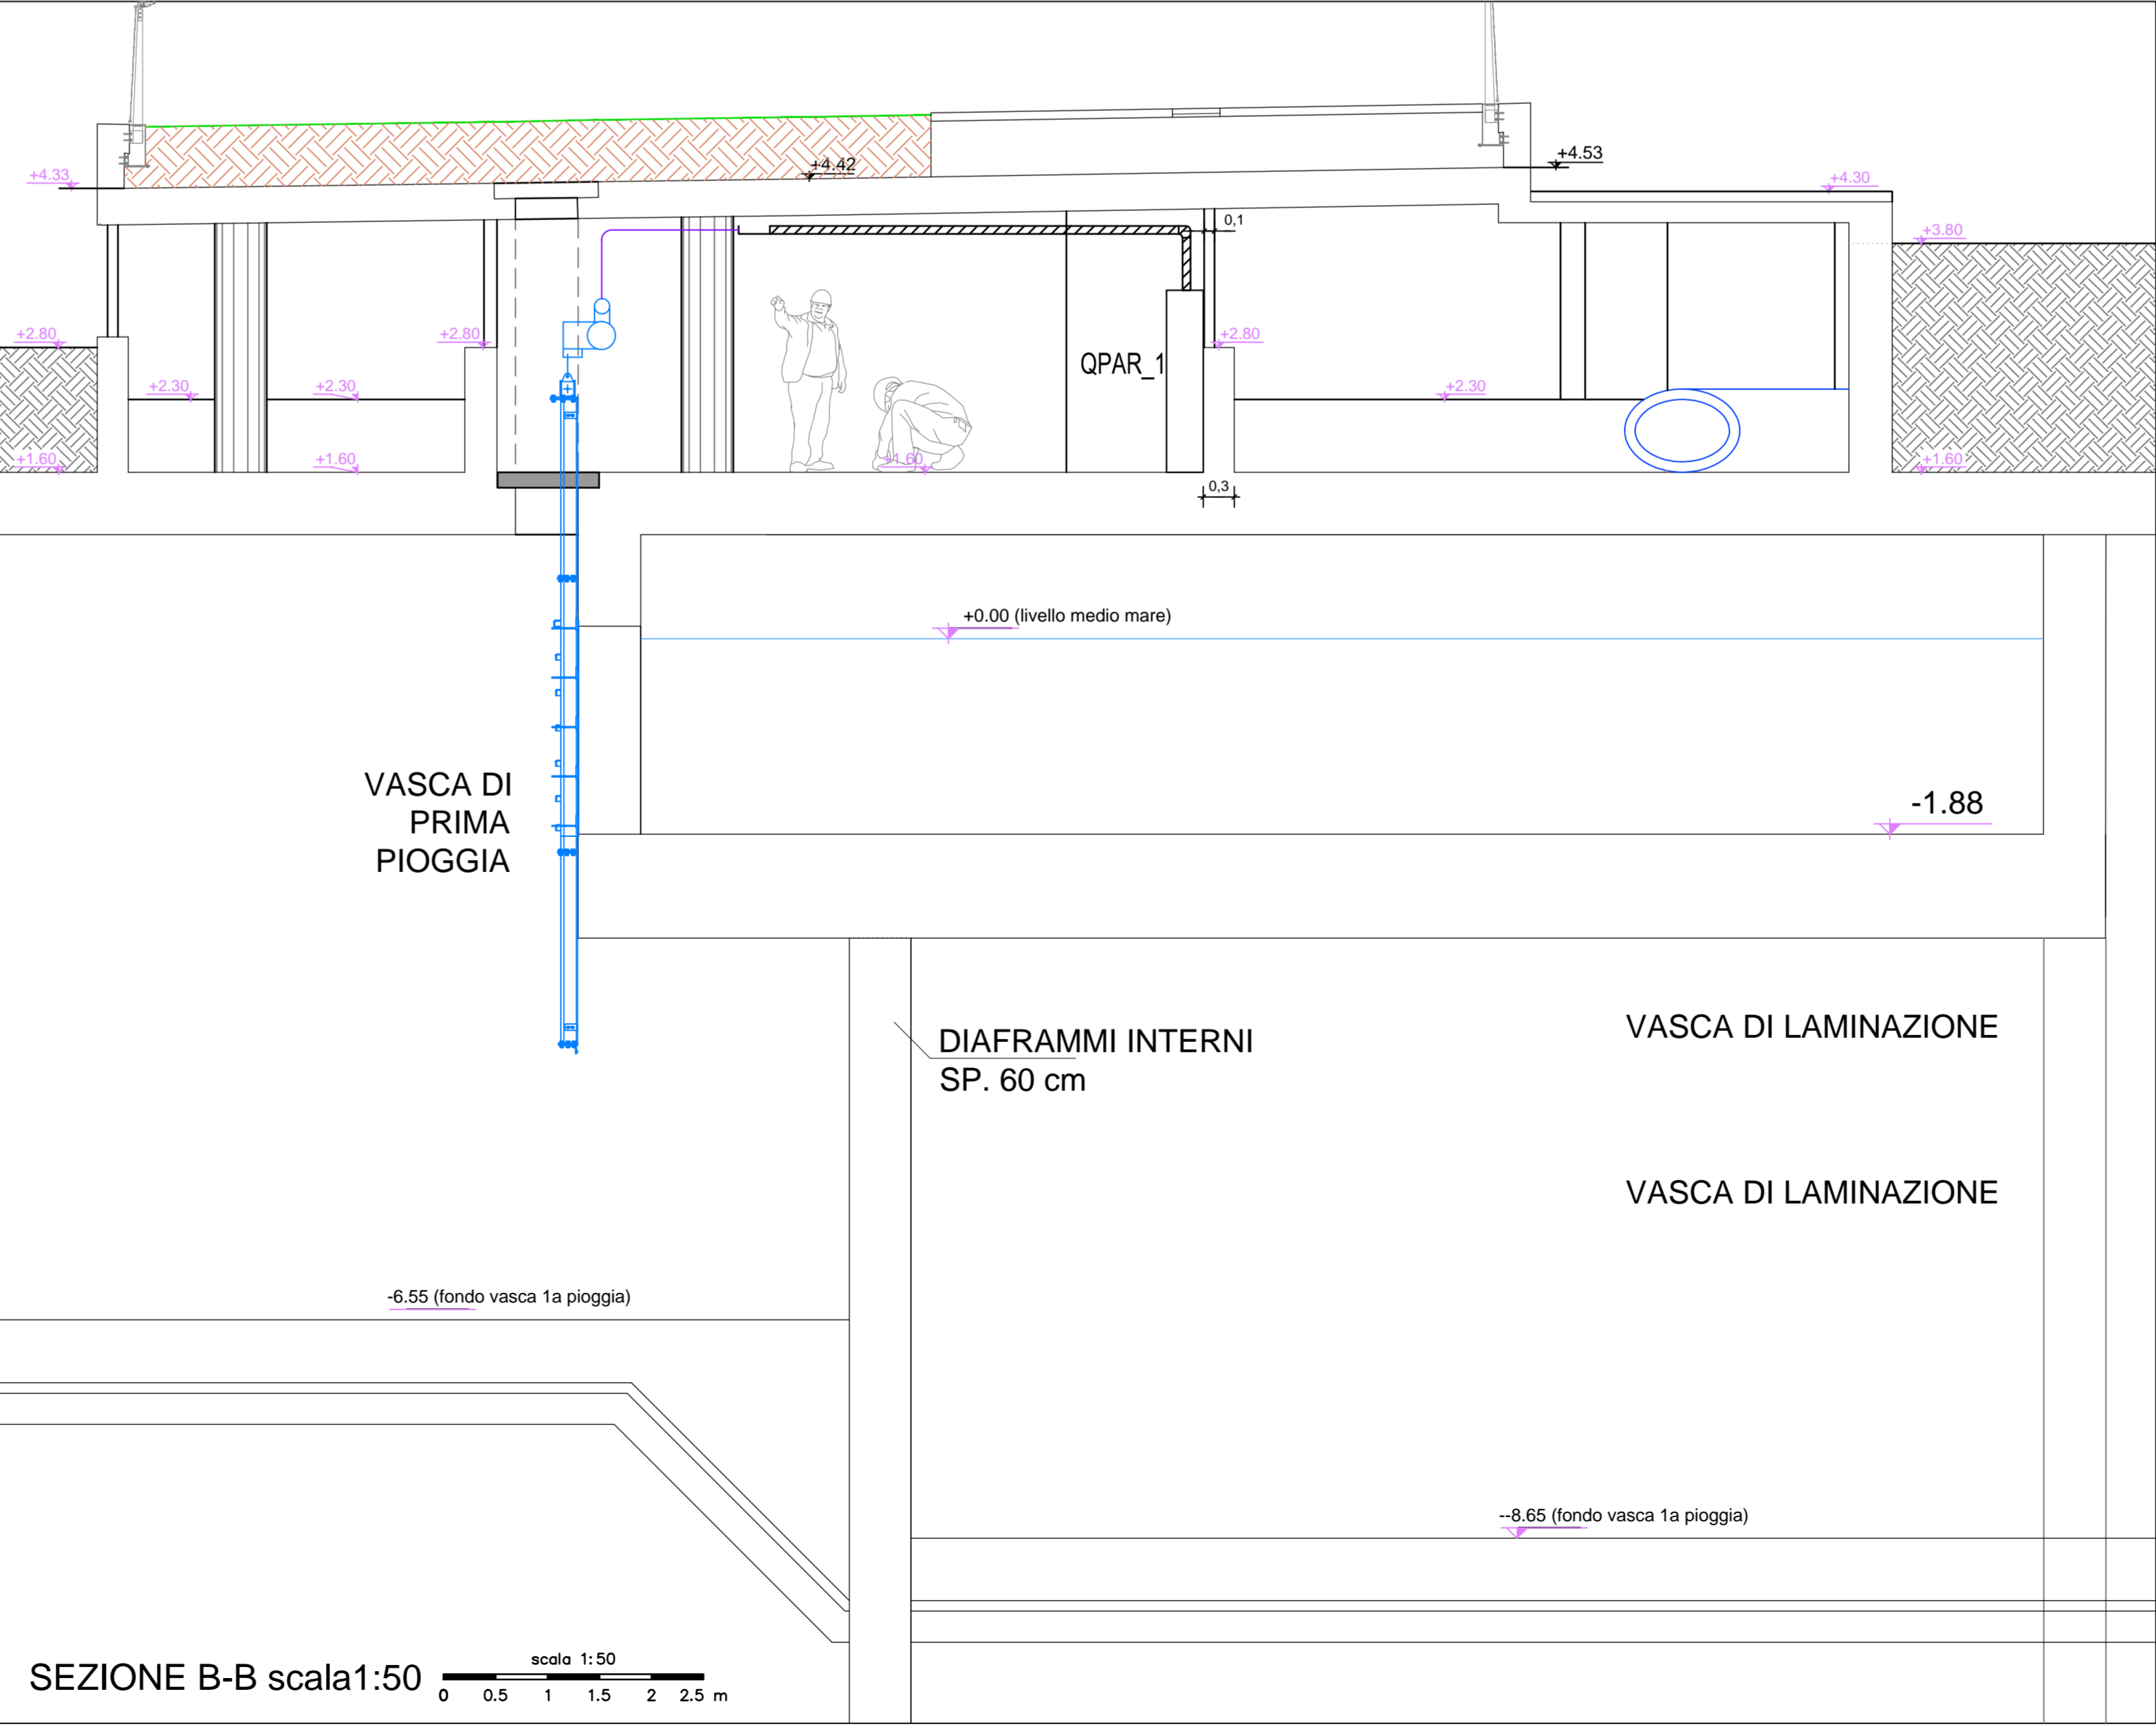 +4.33
+4.42
+4.53
+4.30
+3.80
0,1
+2.80
+2.80
+2.80
QPAR_1
+2.30
+2.30
+2.30
+1.60
+1.60
+1.60
+1.60
0,3
+0.00 (livello medio mare)
-1.88
VASCA DI
PRIMA
PIOGGIA
DIAFRAMMI INTERNI
SP. 60 cm
VASCA DI LAMINAZIONE
VASCA DI LAMINAZIONE
-6.55 (fondo vasca 1a pioggia)
--8.65 (fondo vasca 1a pioggia)
SEZIONE B-B scala1:50
scala 1:50
0 0.5 1 1.5 2 2.5 m